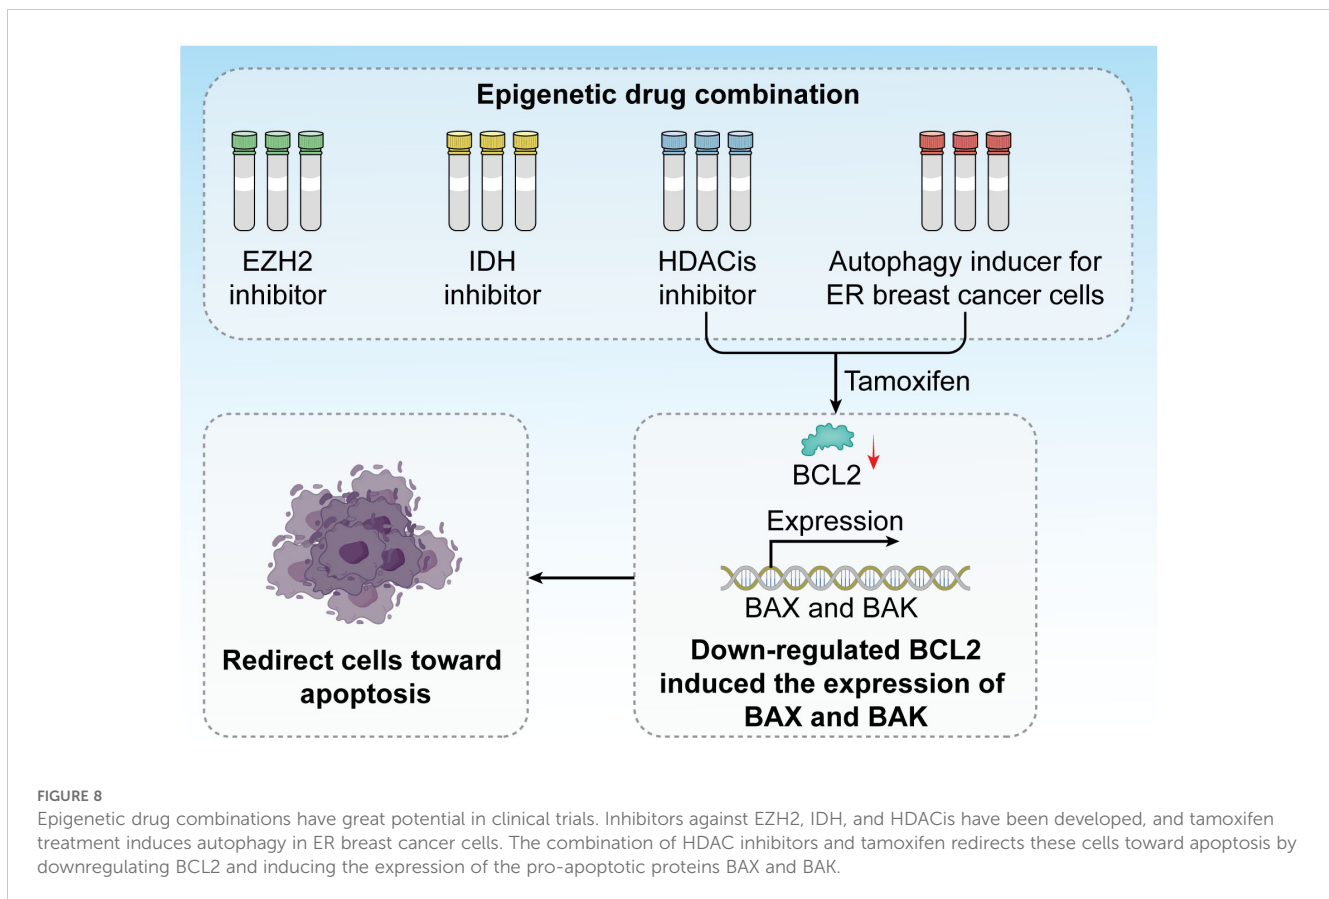 Epigenetic drug combination
EZH2
inhibitor
IDH
inhibitor
HDACis
inhibitor
Autophagy inducer for
ER breast cancer cells
Tamoxifen
BCL2
Expression
BAX and BAK
Down-regulated BCL2
induced the expression of
BAX and BAK
Redirect cells toward
apoptosis
FIGURE 8
Epigenetic drug combinations have great potential in clinical trials. Inhibitors against EZH2, IDH, and HDACis have been developed, and tamoxifen
treatment induces autophagy in ER breast cancer cells. The combination of HDAC inhibitors and tamoxifen redirects these cells toward apoptosis by
downregulating BCL2 and inducing the expression of the pro-apoptotic proteins BAX and BAK.